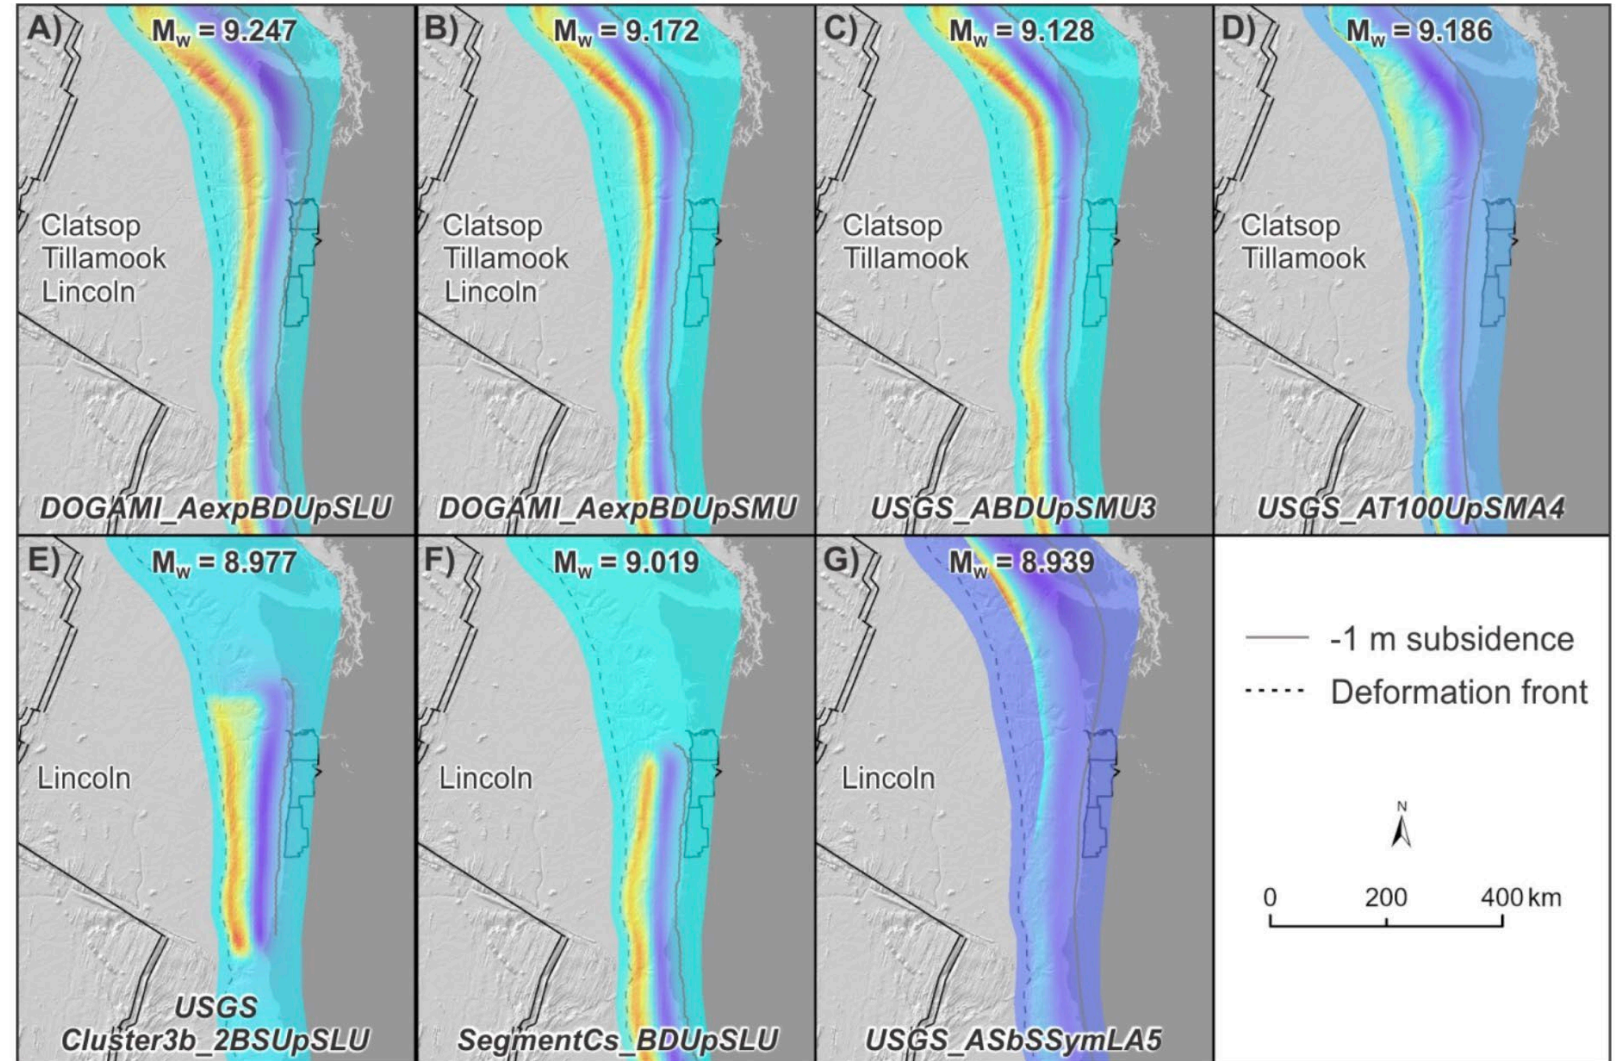 A)
Mw = 9.247
Clatsop
Tillamook
Lincoln
DOGAMI_AexpBDUpSLU
B)
Mw = 9.172
Clatsop
Tillamook
Lincoln
DOGAMI_AexpBDUpSMU
C)
Mw = 9.128
Clatsop
Tillamook
USGS_ABDUpSMU3
D)
Mw = 9.186
Clatsop
Tillamook
USGS_AT100UpSMA4
E)
Mw = 8.977
Lincoln
USGS
Cluster3b_2BSUpSLU
F)
Mw = 9.019
Lincoln
SegmentCs_BDUpSLU
G)
Mw = 8.939
Lincoln
USGS_ASbSSymLA5
-1 m subsidence
Deformation front
N
0 200 400 km